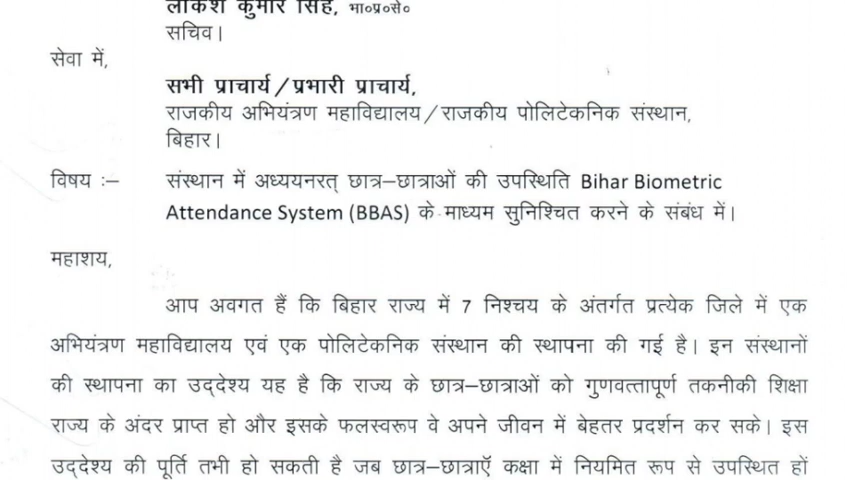 लोकेश कुमार सिंह, भा०प्र०से०
सचिव।
सेवा में,
सभी प्राचार्य/प्रभारी प्राचार्य,
राजकीय अभियंत्रण महाविद्यालय/राजकीय पोलिटेकनिक संस्थान,
बिहार।
विषय :– संस्थान में अध्ययनरत् छात्र–छात्राओं की उपस्थिति Bihar Biometric
Attendance System (BBAS) के माध्यम सुनिश्चित करने के संबंध में।
महाशय,
आप अवगत हैं कि बिहार राज्य में 7 निश्चय के अंतर्गत प्रत्येक जिले में एक
अभियंत्रण महाविद्यालय एवं एक पोलिटेकनिक संस्थान की स्थापना की गई है। इन संस्थानों
की स्थापना का उद्देश्य यह है कि राज्य के छात्र–छात्राओं को गुणवत्तापूर्ण तकनीकी शिक्षा
राज्य के अंदर प्राप्त हो और इसके फलस्वरूप वे अपने जीवन में बेहतर प्रदर्शन कर सके। इस
उद्देश्य की पूर्ति तभी हो सकती है जब छात्र–छात्राएँ कक्षा में नियमित रूप से उपस्थित हों